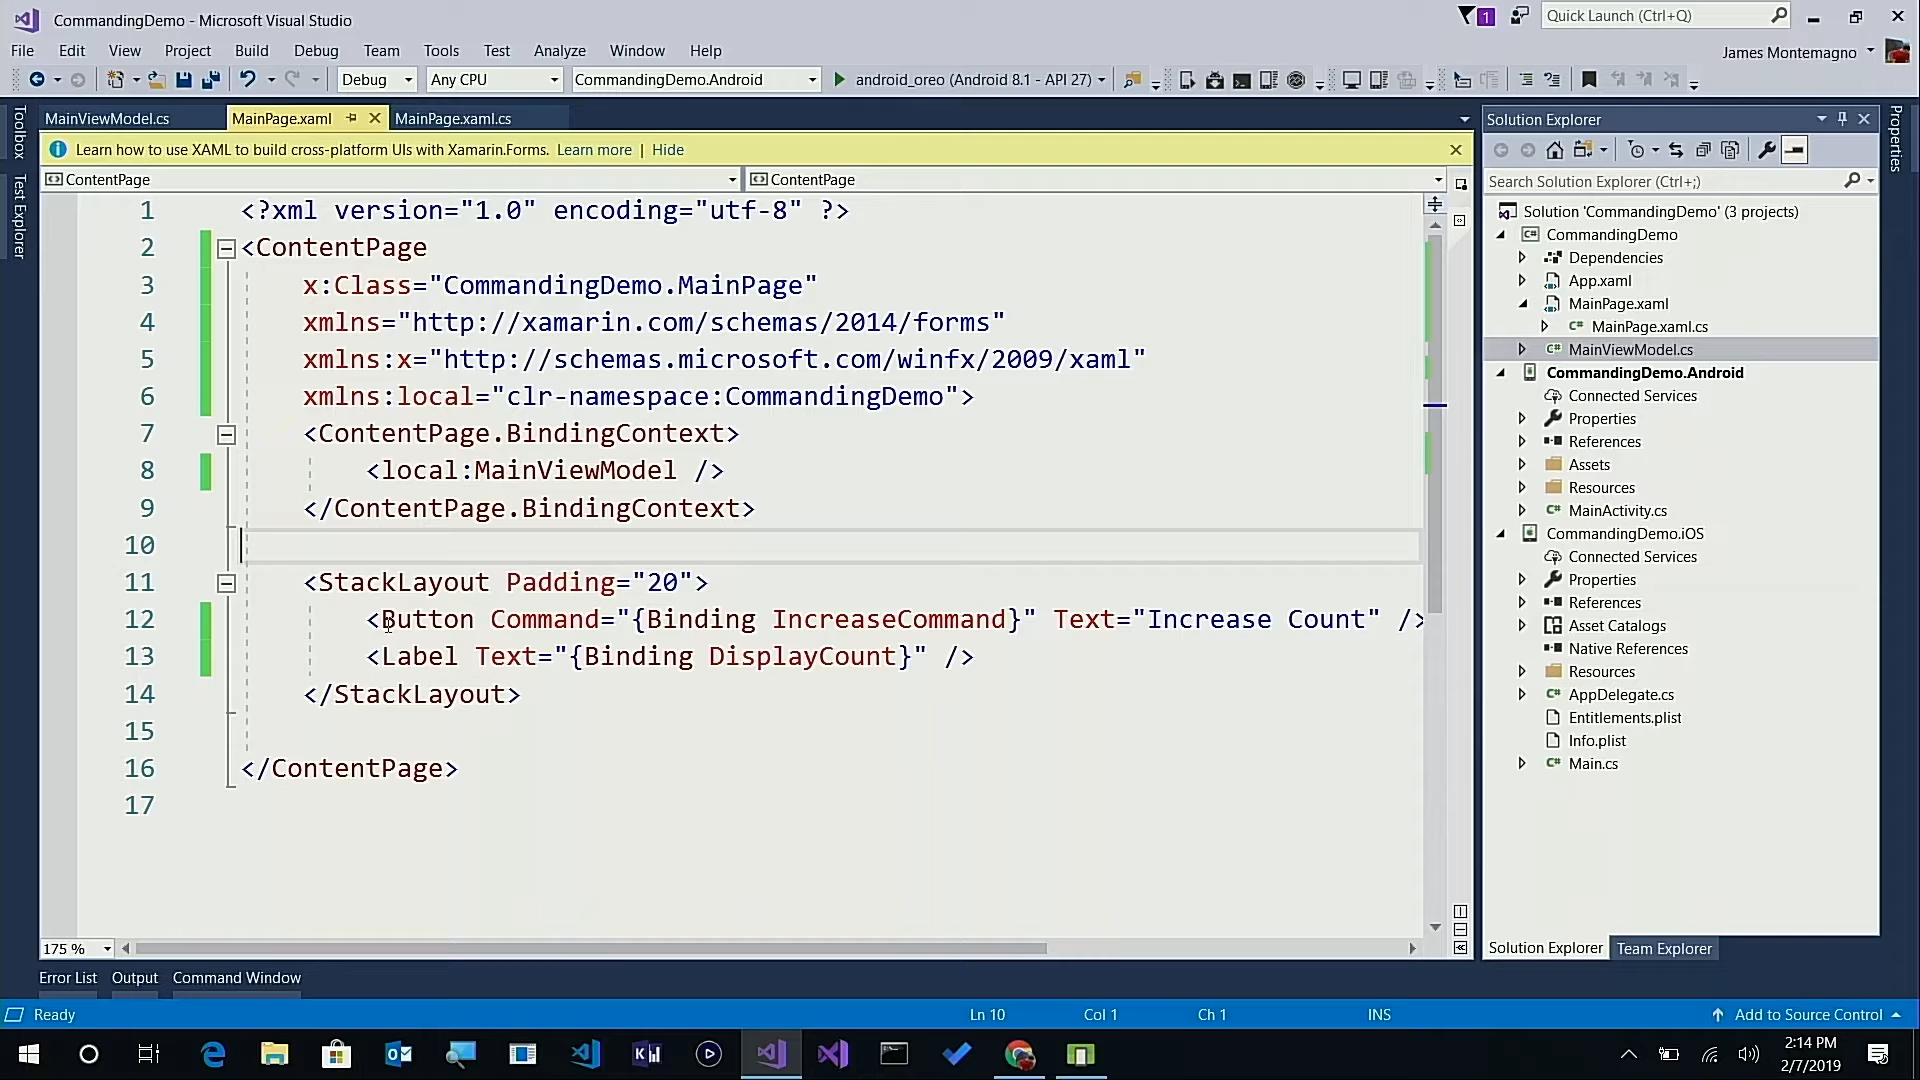 CommandingDemo - Microsoft Visual Studio
1
Quick Launch (Ctrl+Q)
File Edit View Project Build Debug Team Tools Test Analyze Window Help
James Montemagno
Debug Any CPU CommandingDemo.Android android_oreo (Android 8.1 - API 27)
Toolbox
Test Explorer
MainViewModel.cs MainPage.xaml MainPage.xaml.cs
Learn how to use XAML to build cross-platform UIs with Xamarin.Forms. Learn more | Hide
ContentPage ContentPage
1 <?xml version="1.0" encoding="utf-8" ?>
2 <ContentPage
3 x:Class="CommandingDemo.MainPage"
4 xmlns="http://xamarin.com/schemas/2014/forms"
5 xmlns:x="http://schemas.microsoft.com/winfx/2009/xaml"
6 xmlns:local="clr-namespace:CommandingDemo">
7 <ContentPage.BindingContext>
8 <local:MainViewModel />
9 </ContentPage.BindingContext>
10
11 <StackLayout Padding="20">
12 <Button Command="{Binding IncreaseCommand}" Text="Increase Count" />
13 <Label Text="{Binding DisplayCount}" />
14 </StackLayout>
15
16 </ContentPage>
17
175 %
Solution Explorer
Search Solution Explorer (Ctrl+;)
Solution 'CommandingDemo' (3 projects)
CommandingDemo
Dependencies
App.xaml
MainPage.xaml
MainPage.xaml.cs
MainViewModel.cs
CommandingDemo.Android
Connected Services
Properties
References
Assets
Resources
MainActivity.cs
CommandingDemo.iOS
Connected Services
Properties
References
Asset Catalogs
Native References
Resources
AppDelegate.cs
Entitlements.plist
Info.plist
Main.cs
Solution Explorer Team Explorer
Properties
Error List Output Command Window
Ready Ln 10 Col 1 Ch 1 INS Add to Source Control
2:14 PM
2/7/2019